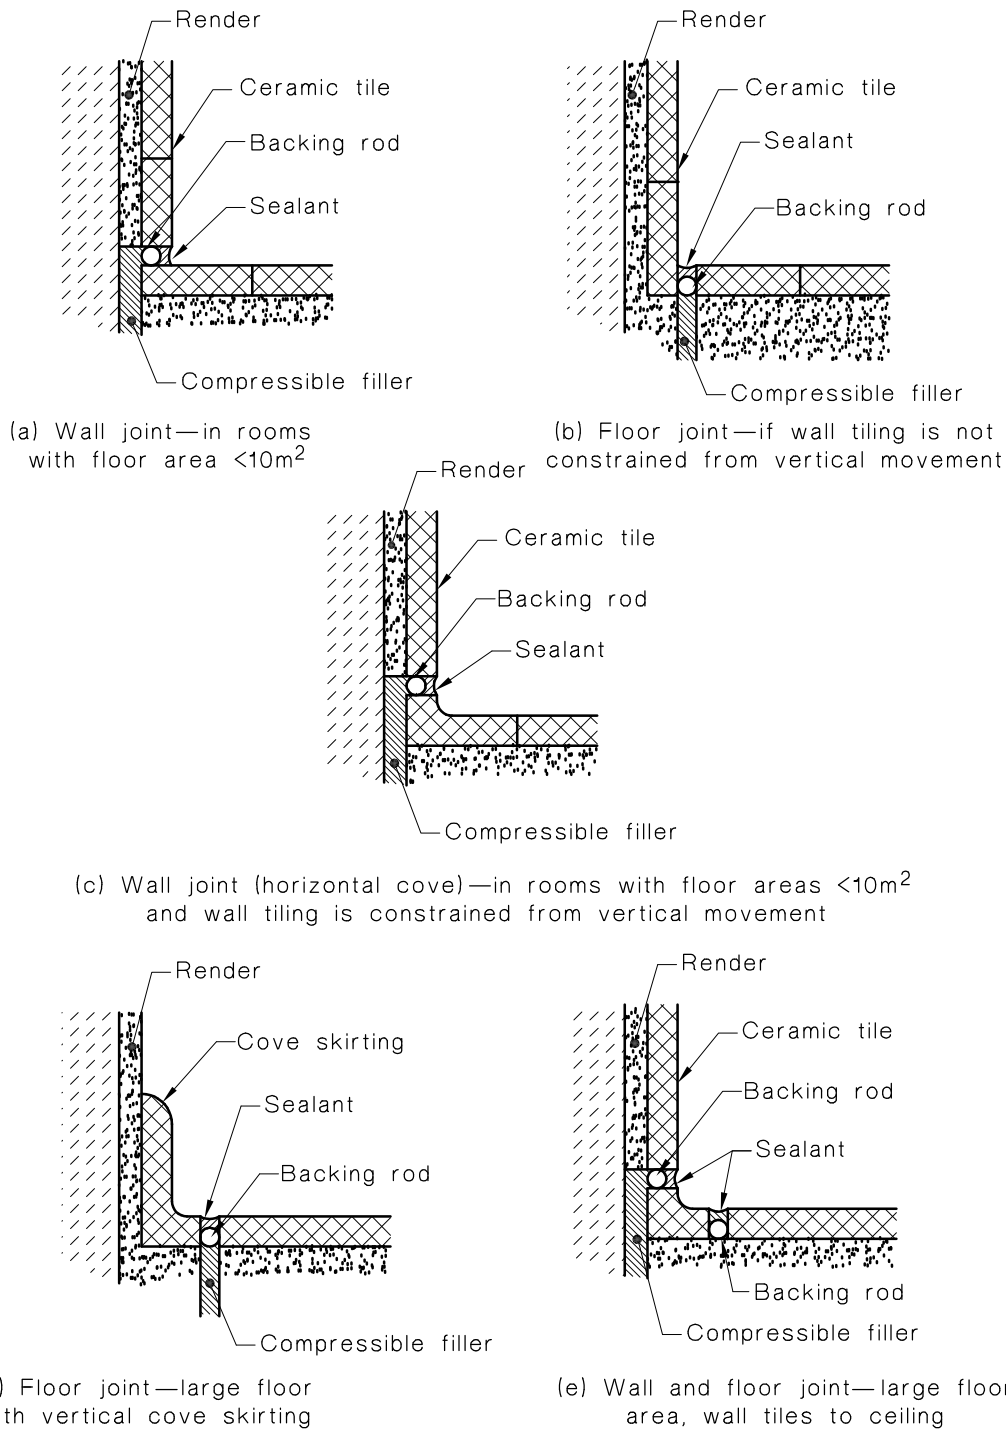 Render
Ceramic tile
Backing rod
Sealant
Compressible filler
(a) Wall joint—in rooms
with floor area <10m²
Render
Ceramic tile
Sealant
Backing rod
Compressible filler
(b) Floor joint—if wall tiling is not
constrained from vertical movement
Render
Ceramic tile
Backing rod
Sealant
Compressible filler
(c) Wall joint (horizontal cove)—in rooms with floor areas <10m²
and wall tiling is constrained from vertical movement
Render
Cove skirting
Sealant
Backing rod
Compressible filler
) Floor joint—large floor
th vertical cove skirting
Render
Ceramic tile
Backing rod
Sealant
Backing rod
Compressible filler
(e) Wall and floor joint—large floor
area, wall tiles to ceiling